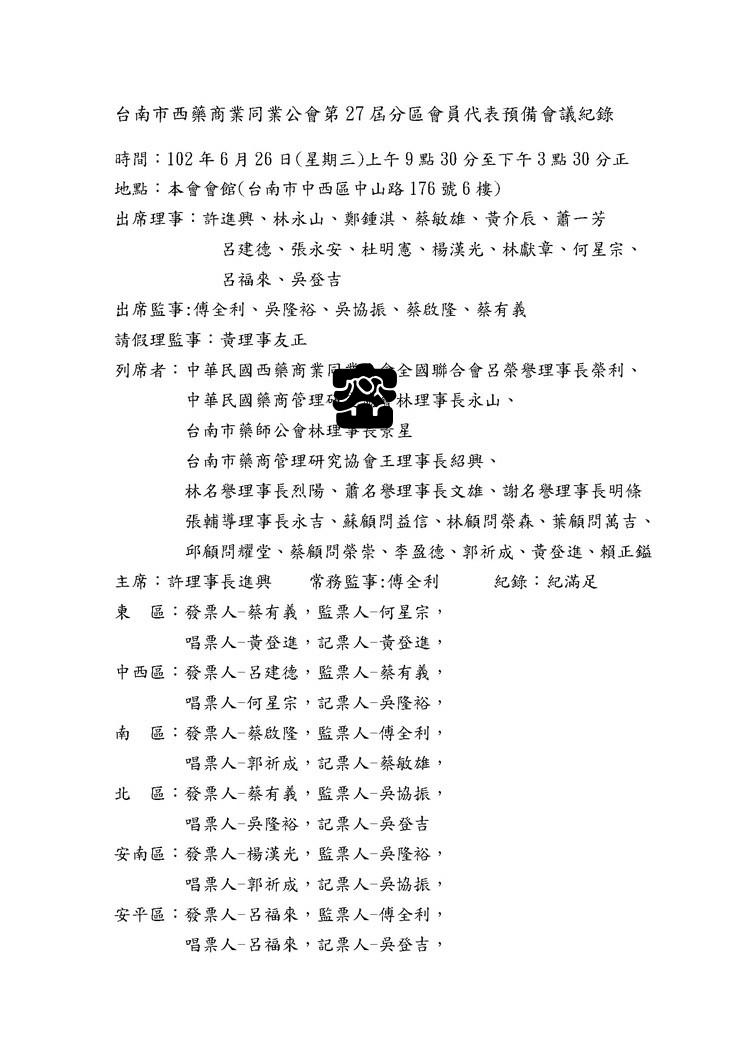 台南市西藥商業同業公會第 27 屆分區會員代表預備會議紀錄
時間：102 年 6 月 26 日(星期三)上午 9 點 30 分至下午 3 點 30 分正
地點：本會會館(台南市中西區中山路 176 號 6 樓)
出席理事：許進興、林永山、鄭鍾淇、蔡敏雄、黃介辰、蕭一芳
呂建德、張永安、杜明憲、楊漢光、林獻章、何星宗、
呂福來、吳登吉
出席監事:傅全利、吳隆裕、吳協振、蔡啟隆、蔡有義
請假理監事：黃理事友正
列席者：中華民國西藥商業同業 會全國聯合會呂榮譽理事長榮利、
中華民國藥商管理研 林理事長永山、
台南市藥師公會林理事長景星
台南市藥商管理研究協會王理事長紹興、
林名譽理事長烈陽、蕭名譽理事長文雄、謝名譽理事長明條
張輔導理事長永吉、蘇顧問益信、林顧問榮森、葉顧問萬吉、
邱顧問耀堂、蔡顧問榮崇、李盈德、郭祈成、黃登進、賴正鎰
主席：許理事長進興 常務監事:傅全利 紀錄：紀滿足
東 區：發票人-蔡有義，監票人-何星宗，
唱票人-黃登進，記票人-黃登進，
中西區：發票人-呂建德，監票人-蔡有義，
唱票人-何星宗，記票人-吳隆裕，
南 區：發票人-蔡啟隆，監票人-傅全利，
唱票人-郭祈成，記票人-蔡敏雄，
北 區：發票人-蔡有義，監票人-吳協振，
唱票人-吳隆裕，記票人-吳登吉
安南區：發票人-楊漢光，監票人-吳隆裕，
唱票人-郭祈成，記票人-吳協振，
安平區：發票人-呂福來，監票人-傅全利，
唱票人-呂福來，記票人-吳登吉，